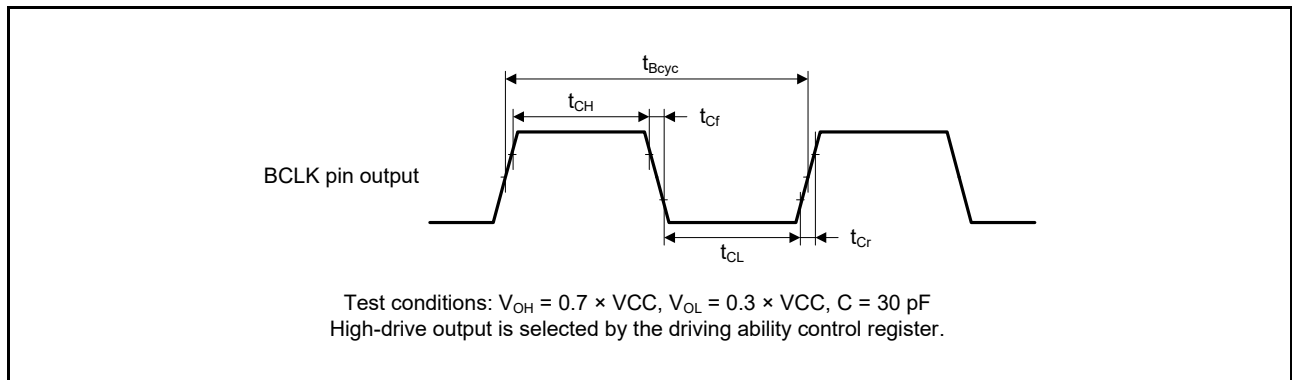 tBcyc
tCH
tCf
BCLK pin output
tCL
tCr
Test conditions: VOH = 0.7 × VCC, VOL = 0.3 × VCC, C = 30 pF
High-drive output is selected by the driving ability control register.